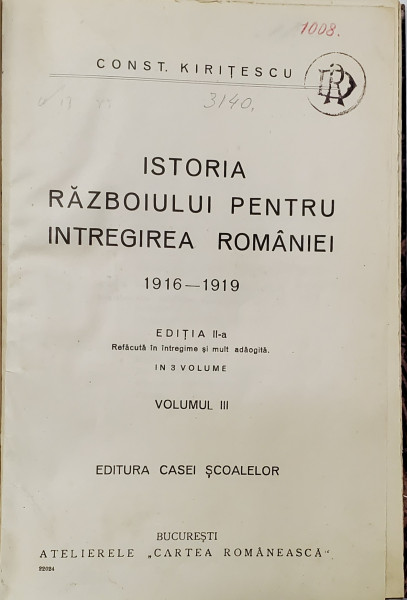 1008.
CONST. KIRIȚESCU
3140.
ISTORIA
RĂZBOIULUI PENTRU
INTREGIREA ROMÂNIEI
1916—1919
EDIȚIA II-a
Refăcută în întregime și mult adăogită.
IN 3 VOLUME
VOLUMUL III
EDITURA CASEI ȘCOALELOR
BUCUREȘTI
ATELIERELE „CARTEA ROMÂNEASCĂ“
F2024